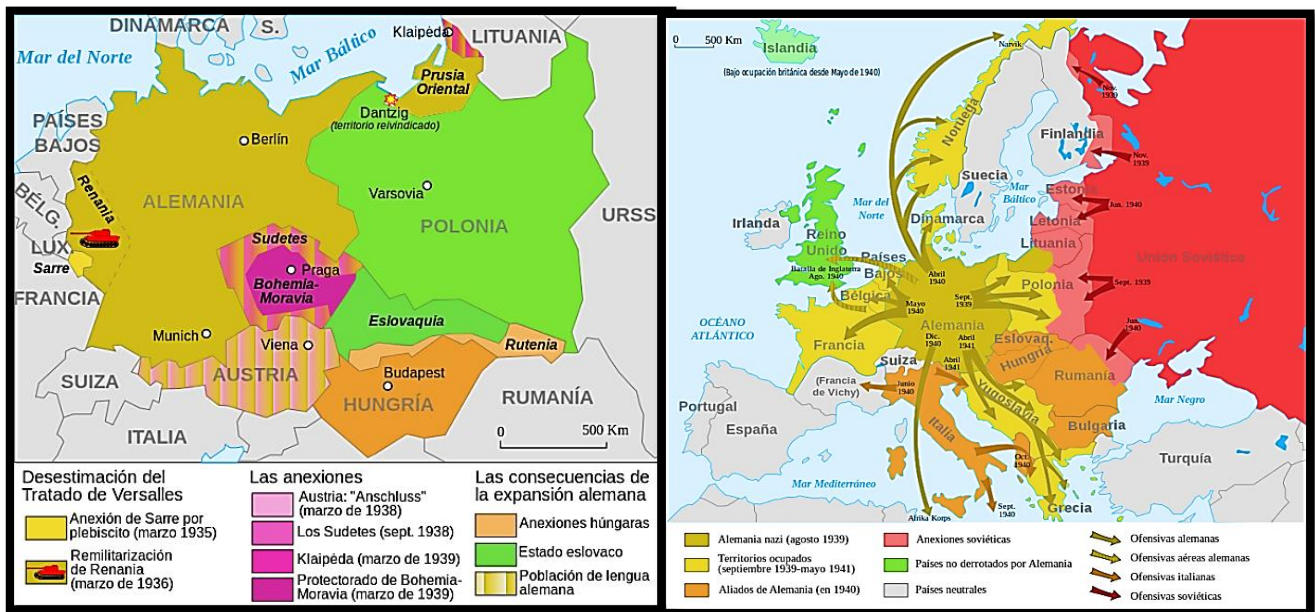 DINAMARCA
S.
Mar del Norte
Mar Báltico
Klaipėda
LITUANIA
Prusia
Oriental
Dantzig
(territorio reivindicado)
PAÍSES
BAJOS
Berlín
Varsovia
BÉLG.
Renania
ALEMANIA
POLONIA
URSS
LUX.
Sarre
Sudetes
Praga
Bohemia-
Moravia
FRANCIA
Eslovaquia
Munich
Viena
Rutenia
SUIZA
AUSTRIA
Budapest
HUNGRÍA
RUMANÍA
ITALIA
0 500 Km
Desestimación del
Tratado de Versalles
Anexión de Sarre por
plebiscito (marzo 1935)
Remilitarización
de Renania
(marzo de 1936)
Las anexiones
Austria: "Anschluss"
(marzo de 1938)
Los Sudetes (sept. 1938)
Klaipėda (marzo de 1939)
Protectorado de Bohemia-
Moravia (marzo de 1939)
Las consecuencias de
la expansión alemana
Anexiones húngaras
Estado eslovaco
Población de lengua
alemana
0 500 Km
Islandia
(Bajo ocupación británica desde Mayo de 1940)
Narvik
Nov.
1939
Noruega
Finlandia
Nov.
1939
Suecia
Mar
Báltico
Estonia
Jun. 1940
Letonia
Lituania
Mar del
Norte
Dinamarca
Irlanda
Reino
Unido
Unión Soviética
Batalla de Inglaterra
Ago. 1940
Países
Bajos
Abril
1940
Polonia
Sept. 1939
Bélgica
Mayo
1940
Sept.
1939
Alemania
OCÉANO
ATLÁNTICO
Francia
Dic.
1940
Abril
1941
Eslovaq.
Jun.
1940
Suiza
Abril
1941
Hungría
Rumanía
(Francia
de Vichy)
Junio
1940
Yugoslavia
Mar Negro
Portugal
España
Italia
Bulgaria
Oct.
1940
Turquía
Mar Mediterráneo
Afrika Korps
Sept.
1940
Grecia
Alemania nazi (agosto 1939)
Territorios ocupados
(septiembre 1939-mayo 1941)
Aliados de Alemania (en 1940)
Anexiones soviéticas
Países no derrotados por Alemania
Países neutrales
Ofensivas alemanas
Ofensivas aéreas alemanas
Ofensivas italianas
Ofensivas soviéticas